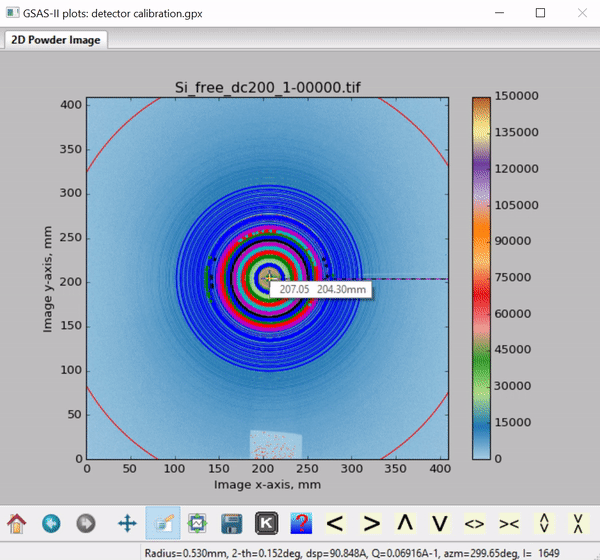 GSAS-II plots: detector calibration.gpx
2D Powder Image
Si_free_dc200_1-00000.tif
400
350
300
250
200
150
100
50
0
Image y-axis, mm
207.05 204.30mm
0 50 100 150 200 250 300 350 400
Image x-axis, mm
150000
135000
120000
105000
90000
75000
60000
45000
30000
15000
0
K ? < > Λ V <> ><
Radius=0.530mm, 2-th=0.152deg, dsp=90.848A, Q=0.06916A-1, azm=299.65deg, I= 1649